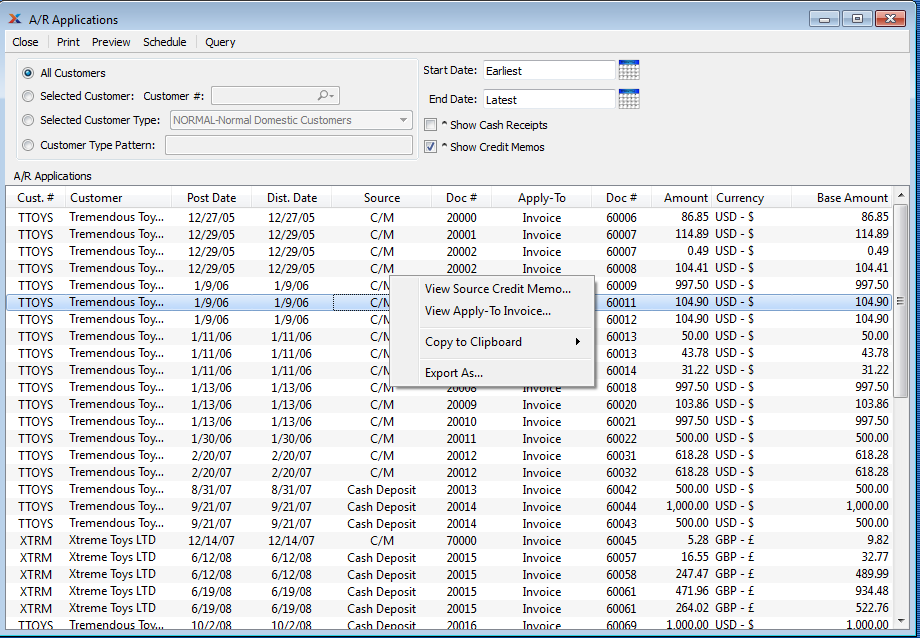 A/R Applications
Close Print Preview Schedule Query
All Customers
Selected Customer: Customer #:
Selected Customer Type: NORMAL-Normal Domestic Customers
Customer Type Pattern:
Start Date: Earliest
End Date: Latest
^ Show Cash Receipts
^ Show Credit Memos
A/R Applications
Cust. # Customer Post Date Dist. Date Source Doc # Apply-To Doc # Amount Currency Base Amount
TTOYS Tremendous Toy... 12/27/05 12/27/05 C/M 20000 Invoice 60006 86.85 USD - $ 86.85
TTOYS Tremendous Toy... 12/29/05 12/29/05 C/M 20001 Invoice 60007 114.89 USD - $ 114.89
TTOYS Tremendous Toy... 12/29/05 12/29/05 C/M 20002 Invoice 60007 0.49 USD - $ 0.49
TTOYS Tremendous Toy... 12/29/05 12/29/05 C/M 20002 Invoice 60008 104.41 USD - $ 104.41
TTOYS Tremendous Toy... 1/9/06 1/9/06 C/M 60009 997.50 USD - $ 997.50
TTOYS Tremendous Toy... 1/9/06 1/9/06 C/M 60011 104.90 USD - $ 104.90
TTOYS Tremendous Toy... 1/9/06 1/9/06 C/M 60012 104.90 USD - $ 104.90
TTOYS Tremendous Toy... 1/11/06 1/11/06 C/M 60013 50.00 USD - $ 50.00
TTOYS Tremendous Toy... 1/11/06 1/11/06 C/M 60013 43.78 USD - $ 43.78
TTOYS Tremendous Toy... 1/11/06 1/11/06 C/M 60014 31.22 USD - $ 31.22
TTOYS Tremendous Toy... 1/13/06 1/13/06 C/M 20008 Invoice 60018 997.50 USD - $ 997.50
TTOYS Tremendous Toy... 1/13/06 1/13/06 C/M 20009 Invoice 60020 103.86 USD - $ 103.86
TTOYS Tremendous Toy... 1/13/06 1/13/06 C/M 20010 Invoice 60021 997.50 USD - $ 997.50
TTOYS Tremendous Toy... 1/30/06 1/30/06 C/M 20011 Invoice 60022 500.00 USD - $ 500.00
TTOYS Tremendous Toy... 2/20/07 2/20/07 C/M 20012 Invoice 60031 618.28 USD - $ 618.28
TTOYS Tremendous Toy... 2/20/07 2/20/07 C/M 20012 Invoice 60032 618.28 USD - $ 618.28
TTOYS Tremendous Toy... 8/31/07 8/31/07 Cash Deposit 20013 Invoice 60042 500.00 USD - $ 500.00
TTOYS Tremendous Toy... 9/21/07 9/21/07 Cash Deposit 20014 Invoice 60044 1,000.00 USD - $ 1,000.00
TTOYS Tremendous Toy... 9/21/07 9/21/07 Cash Deposit 20014 Invoice 60043 500.00 USD - $ 500.00
XTRM Xtreme Toys LTD 12/14/07 12/14/07 C/M 70000 Invoice 60045 5.28 GBP - £ 9.82
XTRM Xtreme Toys LTD 6/12/08 6/12/08 Cash Deposit 20015 Invoice 60057 16.55 GBP - £ 32.77
XTRM Xtreme Toys LTD 6/12/08 6/12/08 Cash Deposit 20015 Invoice 60058 247.47 GBP - £ 489.99
XTRM Xtreme Toys LTD 6/19/08 6/19/08 Cash Deposit 20015 Invoice 60061 471.96 GBP - £ 934.48
XTRM Xtreme Toys LTD 6/19/08 6/19/08 Cash Deposit 20015 Invoice 60061 264.02 GBP - £ 522.76
TTOYS Tremendous Toy... 10/2/08 10/2/08 Cash Deposit 20016 Invoice 60069 1,000.00 USD - $ 1,000.00
View Source Credit Memo...
View Apply-To Invoice...
Copy to Clipboard
Export As...